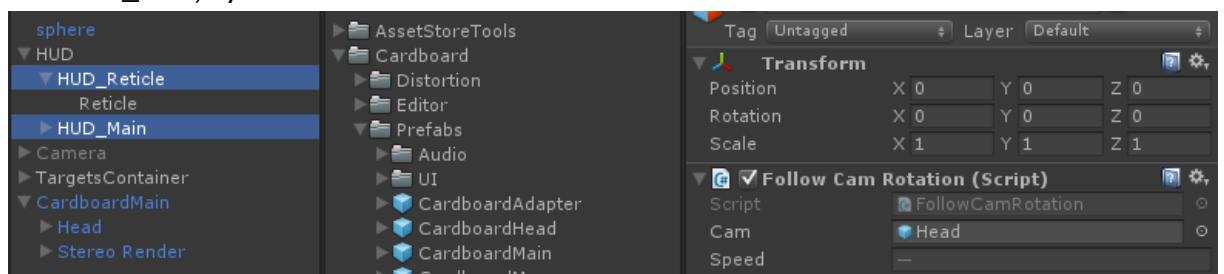 sphere
HUD
HUD_Reticle
Reticle
HUD_Main
Camera
TargetsContainer
CardboardMain
Head
Stereo Render
AssetStoreTools
Cardboard
Distortion
Editor
Prefabs
Audio
UI
CardboardAdapter
CardboardHead
CardboardMain
Tag Untagged Layer Default
Transform
Position X 0 Y 0 Z 0
Rotation X 0 Y 0 Z 0
Scale X 1 Y 1 Z 1
Follow Cam Rotation (Script)
Script FollowCamRotation
Cam Head
Speed —